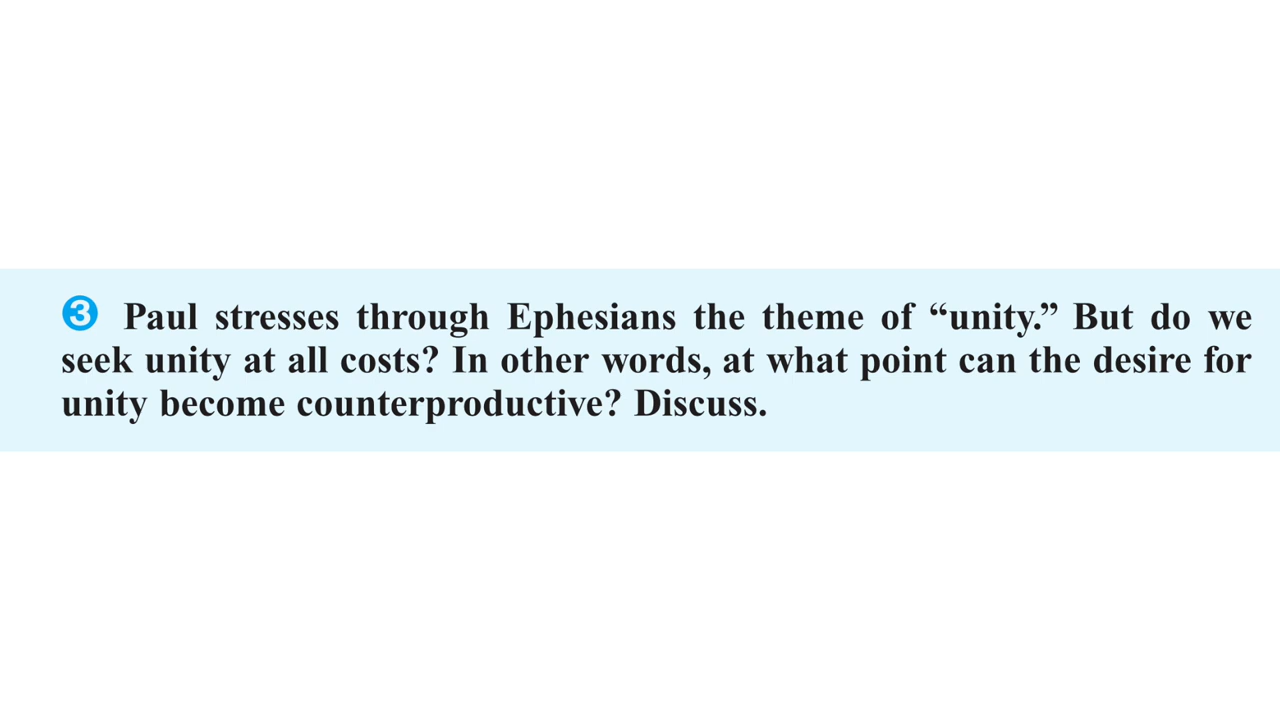 3 Paul stresses through Ephesians the theme of “unity.” But do we
seek unity at all costs? In other words, at what point can the desire for
unity become counterproductive? Discuss.